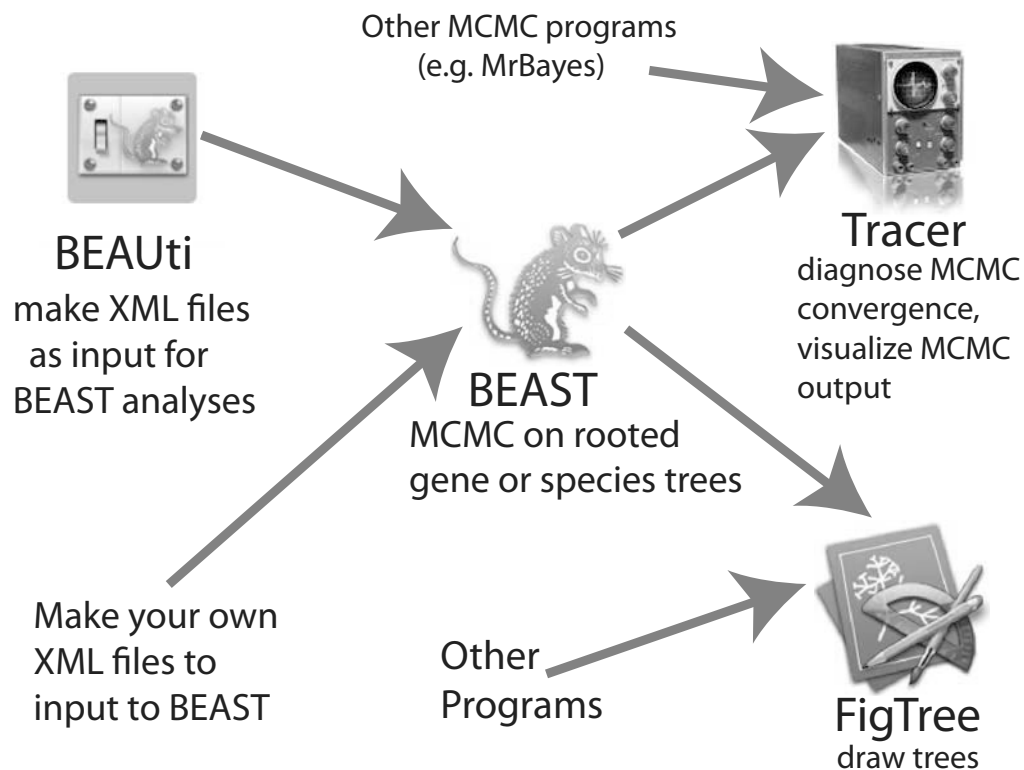 Other MCMC programs
(e.g. MrBayes)
BEAUti
make XML files
as input for
BEAST analyses
Tracer
diagnose MCMC
convergence,
visualize MCMC
output
BEAST
MCMC on rooted
gene or species trees
Make your own
XML files to
input to BEAST
Other
Programs
FigTree
draw trees